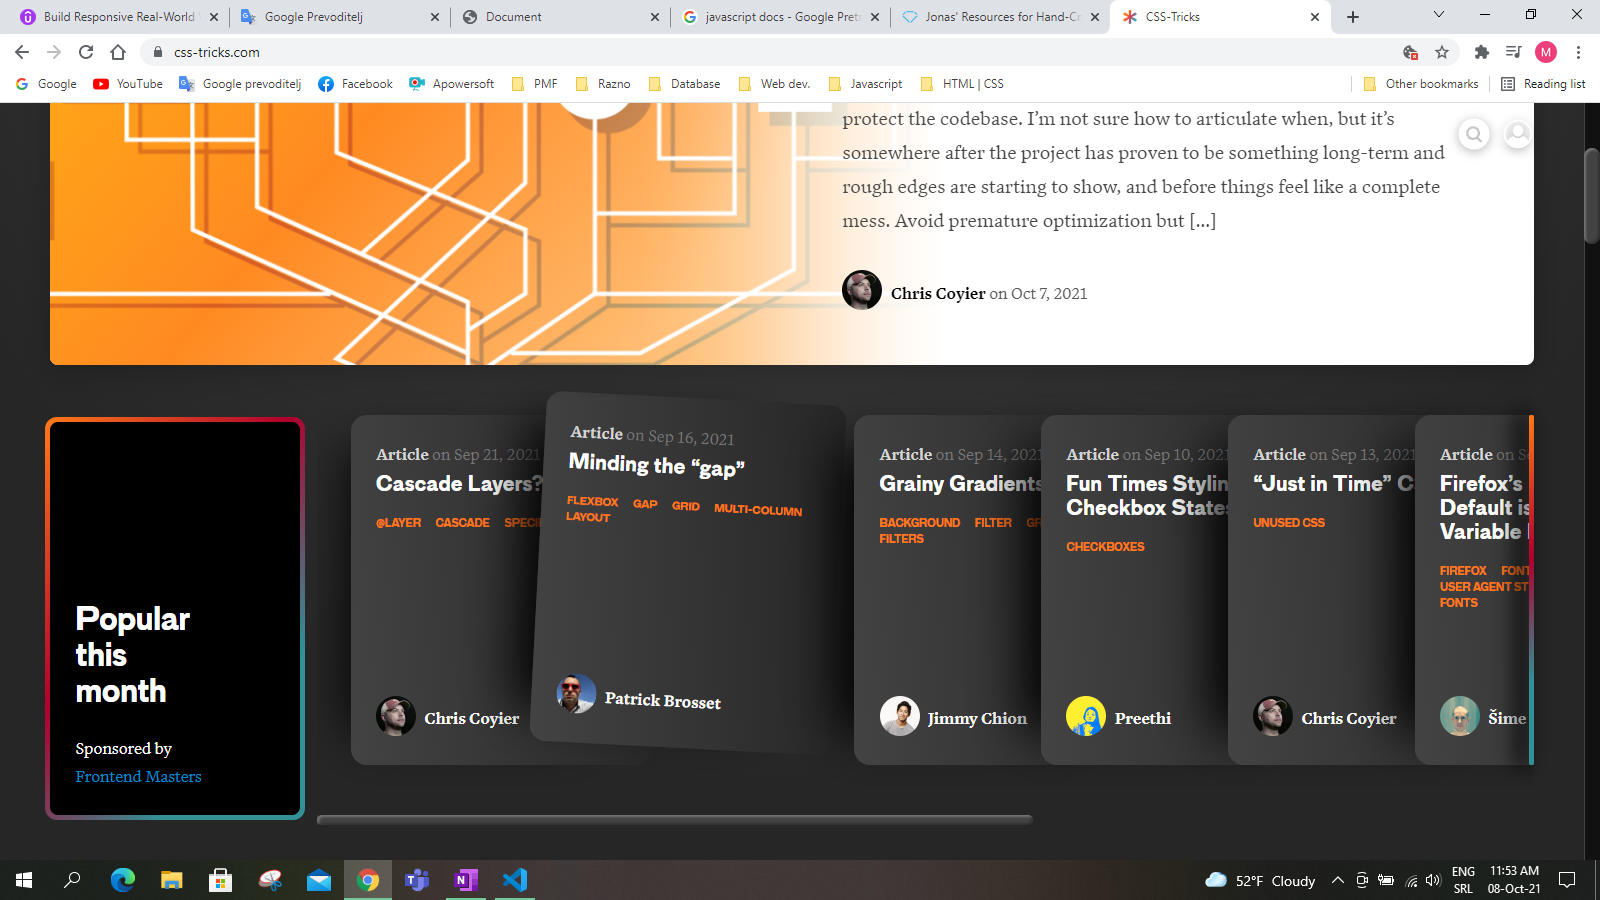 Build Responsive Real-World
Google Prevoditelj
Document
javascript docs - Google Pret
Jonas' Resources for Hand-Cr
CSS-Tricks
css-tricks.com
M
Google
YouTube
Google prevoditelj
Facebook
Apowersoft
PMF
Razno
Database
Web dev.
Javascript
HTML | CSS
Other bookmarks
Reading list
protect the codebase. I’m not sure how to articulate when, but it’s
somewhere after the project has proven to be something long-term and
rough edges are starting to show, and before things feel like a complete
mess. Avoid premature optimization but […]
Chris Coyier on Oct 7, 2021
Popular
this
month
Sponsored by
Frontend Masters
Article on Sep 21, 2021
Cascade Layers?
@LAYER CASCADE SPECI
Chris Coyier
Article on Sep 16, 2021
Minding the “gap”
FLEXBOX GAP GRID MULTI-COLUMN
LAYOUT
Patrick Brosset
Article on Sep 14, 2021
Grainy Gradients
BACKGROUND FILTER GR
FILTERS
Jimmy Chion
Article on Sep 10, 2021
Fun Times Stylin
Checkbox States
CHECKBOXES
Preethi
Article on Sep 13, 2021
“Just in Time” C
UNUSED CSS
Chris Coyier
Article on S
Firefox’s
Default is
Variable
FIREFOX FONT
USER AGENT ST
FONTS
Šime
52°F Cloudy
ENG
SRL
11:53 AM
08-Oct-21